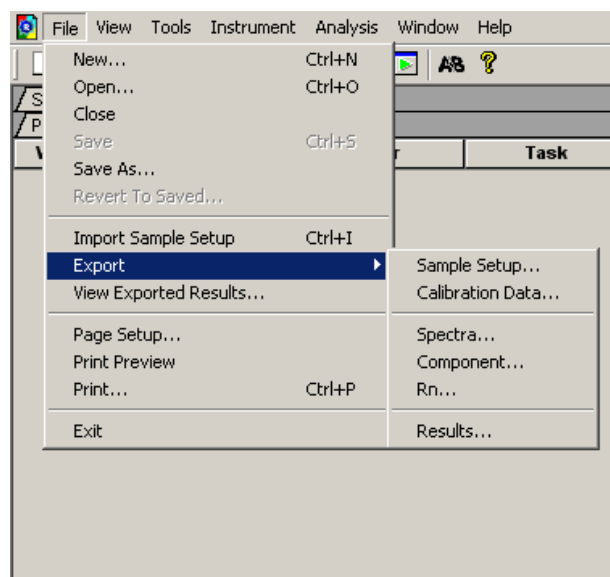 File View Tools Instrument Analysis Window Help
New... Ctrl+N
Open... Ctrl+O
Close
Save Ctrl+S
Save As...
Revert To Saved...
Import Sample Setup Ctrl+I
Export
View Exported Results...
Page Setup...
Print Preview
Print... Ctrl+P
Exit
Sample Setup...
Calibration Data...
Spectra...
Component...
Rn...
Results...
Task